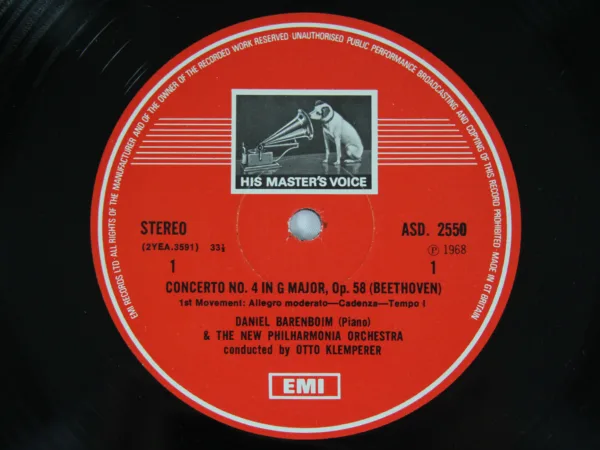 EMI RECORDS LTD ALL RIGHTS OF THE MANUFACTURER AND OF THE OWNER OF THE RECORDED WORK RESERVED UNAUTHORISED PUBLIC PERFORMANCE BROADCASTING AND COPYING OF THIS RECORD PROHIBITED · MADE IN GT BRITAIN
HIS MASTER'S VOICE
STEREO ASD. 2550
(2YEA.3591) 33⅓ ℗ 1968
1 1
CONCERTO NO. 4 IN G MAJOR, Op. 58 (BEETHOVEN)
1st Movement: Allegro moderato—Cadenza—Tempo I
DANIEL BARENBOIM (Piano)
& THE NEW PHILHARMONIA ORCHESTRA
conducted by OTTO KLEMPERER
EMI